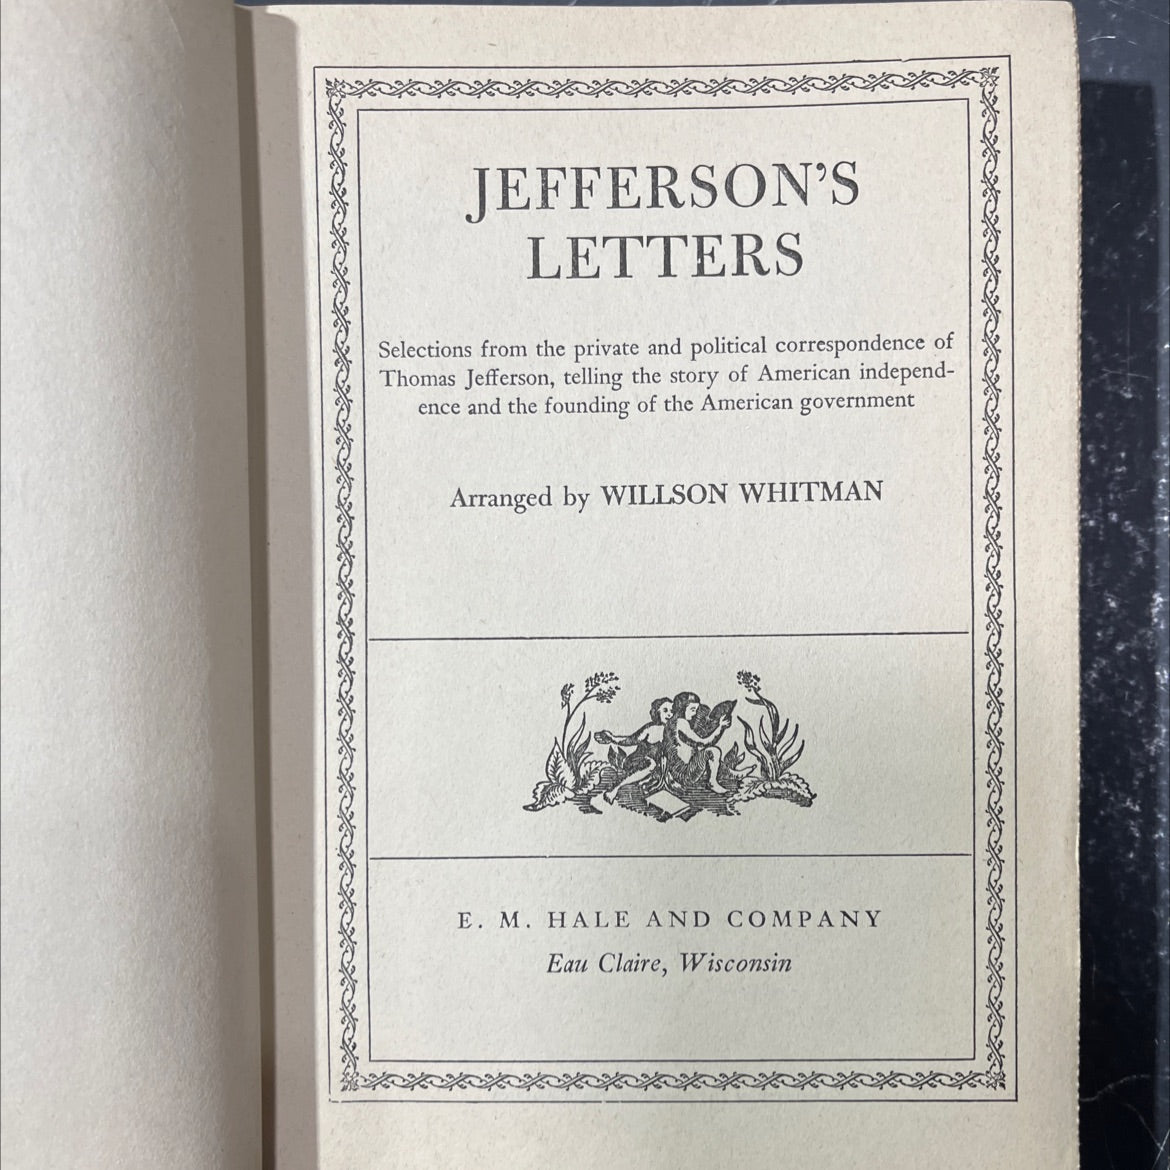 JEFFERSON'S
LETTERS
Selections from the private and political correspondence of
Thomas Jefferson, telling the story of American independ-
ence and the founding of the American government
Arranged by WILLSON WHITMAN
E. M. HALE AND COMPANY
Eau Claire, Wisconsin